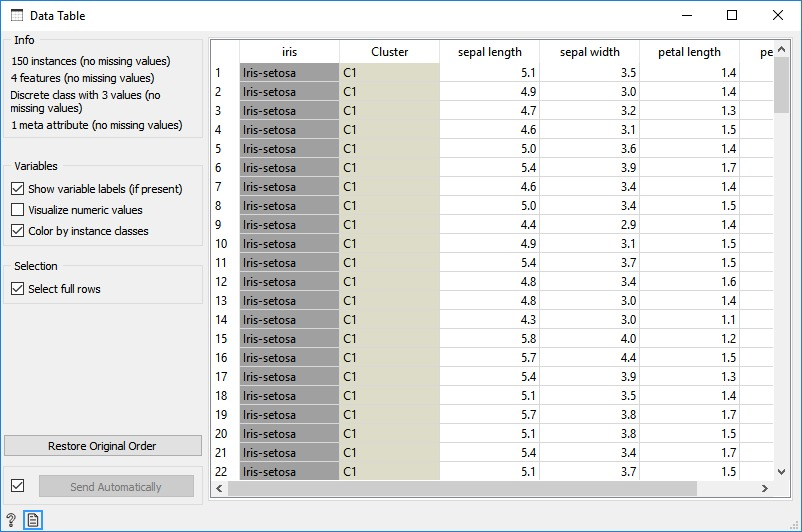 Data Table
Info
150 instances (no missing values)
4 features (no missing values)
Discrete class with 3 values (no
missing values)
1 meta attribute (no missing values)
Variables
Show variable labels (if present)
Visualize numeric values
Color by instance classes
Selection
Select full rows
Restore Original Order
Send Automatically
?
iris Cluster sepal length sepal width petal length pe
1 Iris-setosa C1 5.1 3.5 1.4
2 Iris-setosa C1 4.9 3.0 1.4
3 Iris-setosa C1 4.7 3.2 1.3
4 Iris-setosa C1 4.6 3.1 1.5
5 Iris-setosa C1 5.0 3.6 1.4
6 Iris-setosa C1 5.4 3.9 1.7
7 Iris-setosa C1 4.6 3.4 1.4
8 Iris-setosa C1 5.0 3.4 1.5
9 Iris-setosa C1 4.4 2.9 1.4
10 Iris-setosa C1 4.9 3.1 1.5
11 Iris-setosa C1 5.4 3.7 1.5
12 Iris-setosa C1 4.8 3.4 1.6
13 Iris-setosa C1 4.8 3.0 1.4
14 Iris-setosa C1 4.3 3.0 1.1
15 Iris-setosa C1 5.8 4.0 1.2
16 Iris-setosa C1 5.7 4.4 1.5
17 Iris-setosa C1 5.4 3.9 1.3
18 Iris-setosa C1 5.1 3.5 1.4
19 Iris-setosa C1 5.7 3.8 1.7
20 Iris-setosa C1 5.1 3.8 1.5
21 Iris-setosa C1 5.4 3.4 1.7
22 Iris-setosa C1 5.1 3.7 1.5